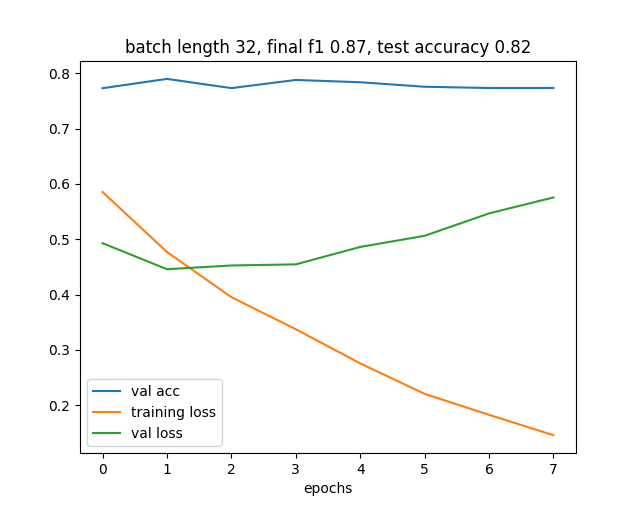 batch length 32, final f1 0.87, test accuracy 0.82
0.8
0.7
0.6
0.5
0.4
0.3
0.2
val acc
training loss
val loss
0 1 2 3 4 5 6 7
epochs